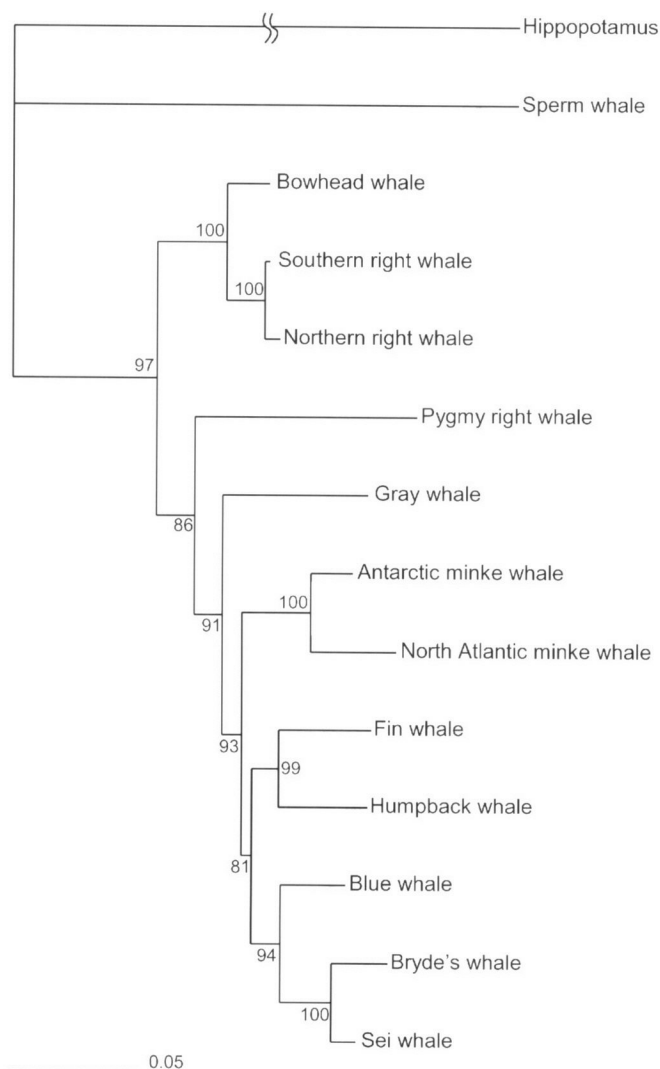 Hippopotamus
Sperm whale
Bowhead whale
100
Southern right whale
100
Northern right whale
97
Pygmy right whale
Gray whale
86
Antarctic minke whale
100
91
North Atlantic minke whale
Fin whale
93
99
Humpback whale
81
Blue whale
94
Bryde's whale
100
Sei whale
0.05